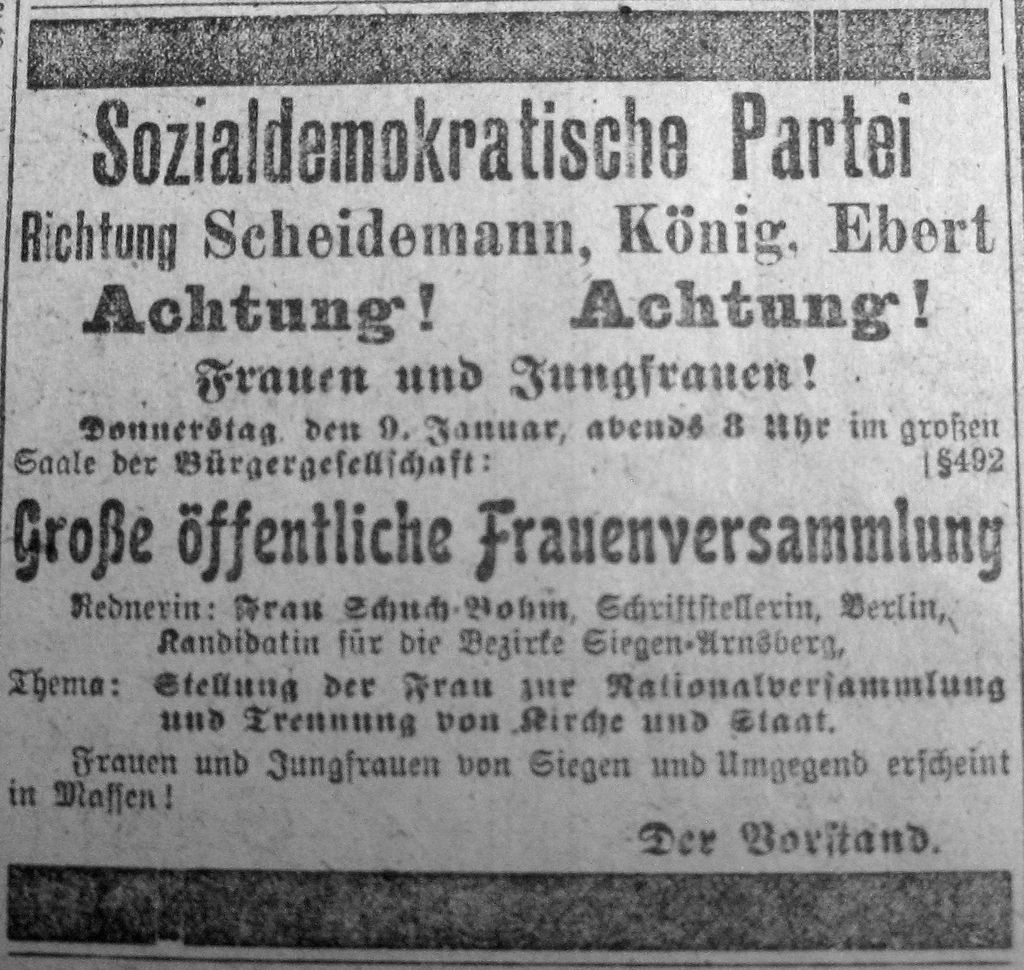 Sozialdemokratische Partei
Richtung Scheidemann, König, Ebert
Achtung! Achtung!
Frauen und Jungfrauen!
Donnerstag, den 9. Januar, abends 8 Uhr im großen
Saale der Bürgergesellschaft: §492
Große öffentliche Frauenversammlung
Rednerin: Frau Schuch-Bohm, Schriftstellerin, Berlin,
Kandidatin für die Bezirke Siegen-Arnsberg,
Thema: Stellung der Frau zur Nationalversammlung
und Trennung von Kirche und Staat.
Frauen und Jungfrauen von Siegen und Umgegend erscheint
in Massen!
Der Vorstand.